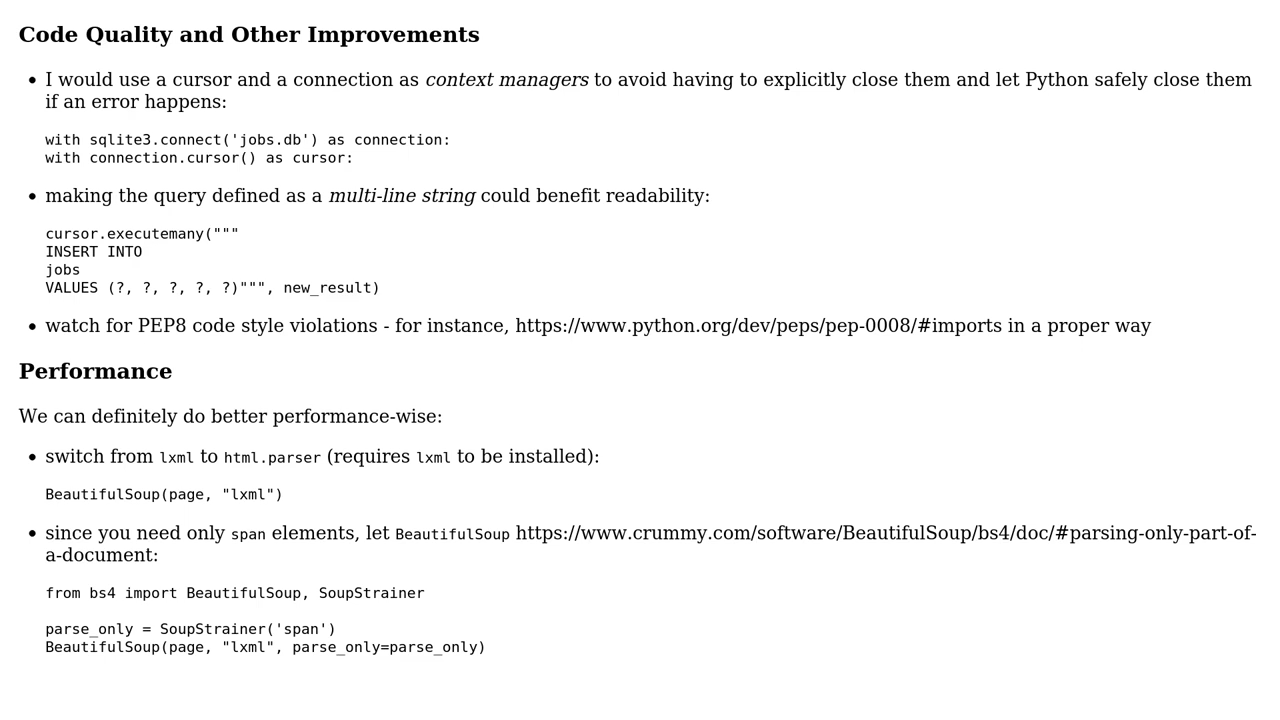 Code Quality and Other Improvements
• I would use a cursor and a connection as context managers to avoid having to explicitly close them and let Python safely close them
if an error happens:
with sqlite3.connect('jobs.db') as connection:
with connection.cursor() as cursor:
• making the query defined as a multi-line string could benefit readability:
cursor.executemany("""
INSERT INTO
jobs
VALUES (?, ?, ?, ?, ?)""", new_result)
• watch for PEP8 code style violations - for instance, https://www.python.org/dev/peps/pep-0008/#imports in a proper way
Performance
We can definitely do better performance-wise:
• switch from lxml to html.parser (requires lxml to be installed):
BeautifulSoup(page, "lxml")
• since you need only span elements, let BeautifulSoup https://www.crummy.com/software/BeautifulSoup/bs4/doc/#parsing-only-part-of-
a-document:
from bs4 import BeautifulSoup, SoupStrainer
parse_only = SoupStrainer('span')
BeautifulSoup(page, "lxml", parse_only=parse_only)